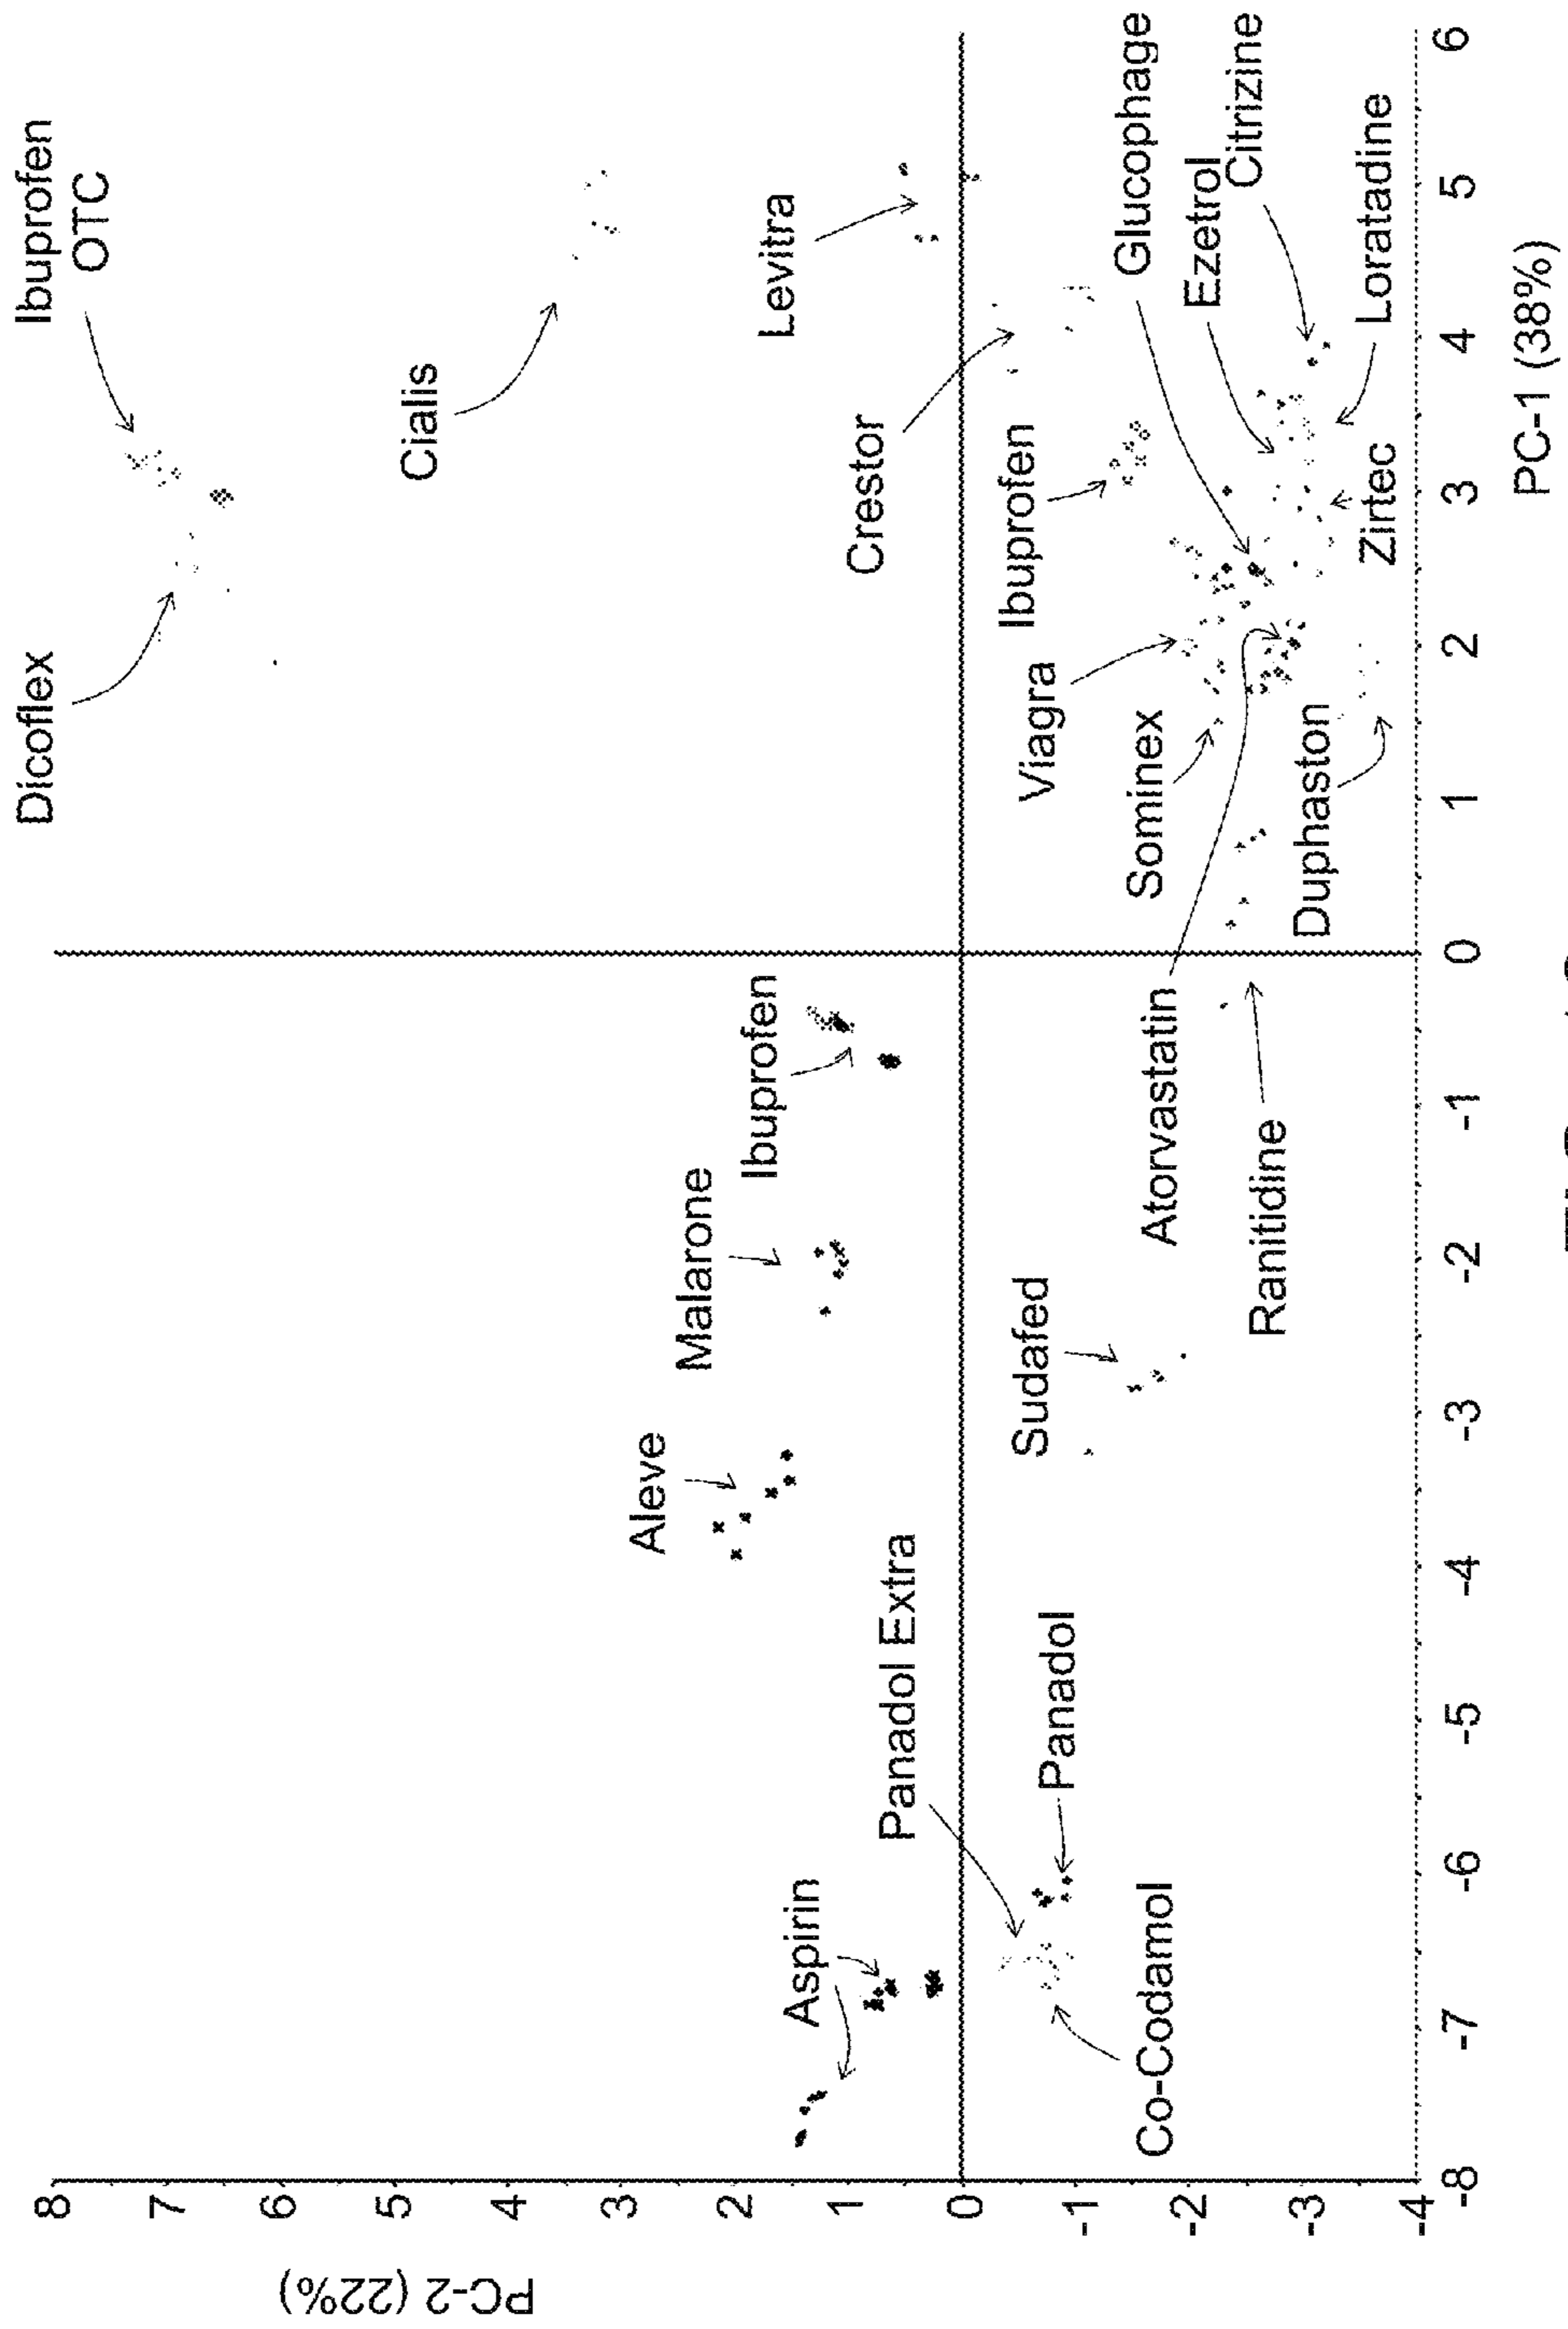 PC-2 (22%)
8
7
6
5
4
3
2
1
0
-1
-2
-3
-4
Dicoflex
Ibuprofen
OTC
Cialis
Levitra
Crestor
Aleve
Malarone
Ibuprofen
Aspirin
Panadol Extra
Panadol
Co-Codamol
Sudafed
Ibuprofen
Viagra
Sominex
Glucophage
Ezetrol
Citrizine
Atorvastatin
Ranitidine
Duphaston
Zirtec
Loratadine
-8
-7
-6
-5
-4
-3
-2
-1
0
1
2
3
4
5
6
PC-1 (38%)